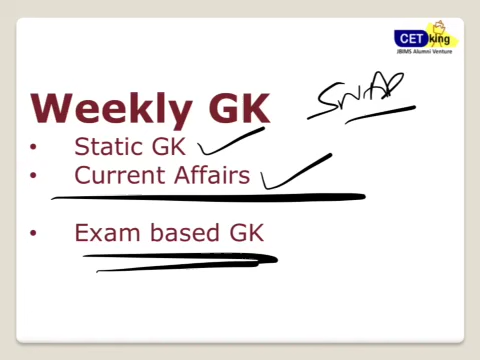 CET king
JBIMS Alumni Venture
SNAP
Weekly GK
• Static GK
• Current Affairs
• Exam based GK